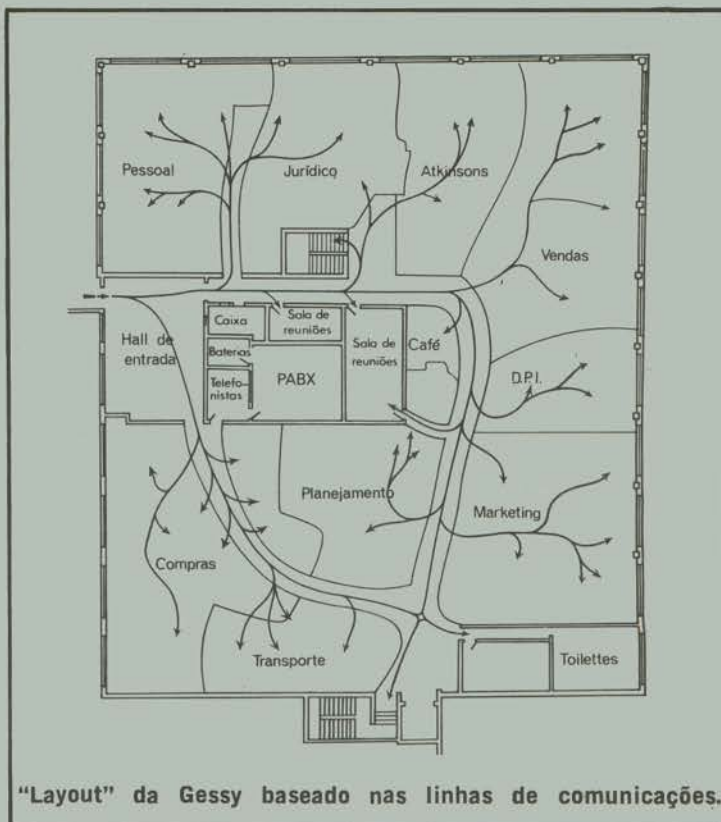 Pessoal
Jurídico
Atkinsons
Vendas
Hall de
entrada
Caixa
Sala de
reuniões
Baterias
Sala de
reuniões
Café
Telefo-
nistas
PABX
D.P.I.
Planejamento
Marketing
Compras
Transporte
Toilettes
"Layout" da Gessy baseado nas linhas de comunicações.